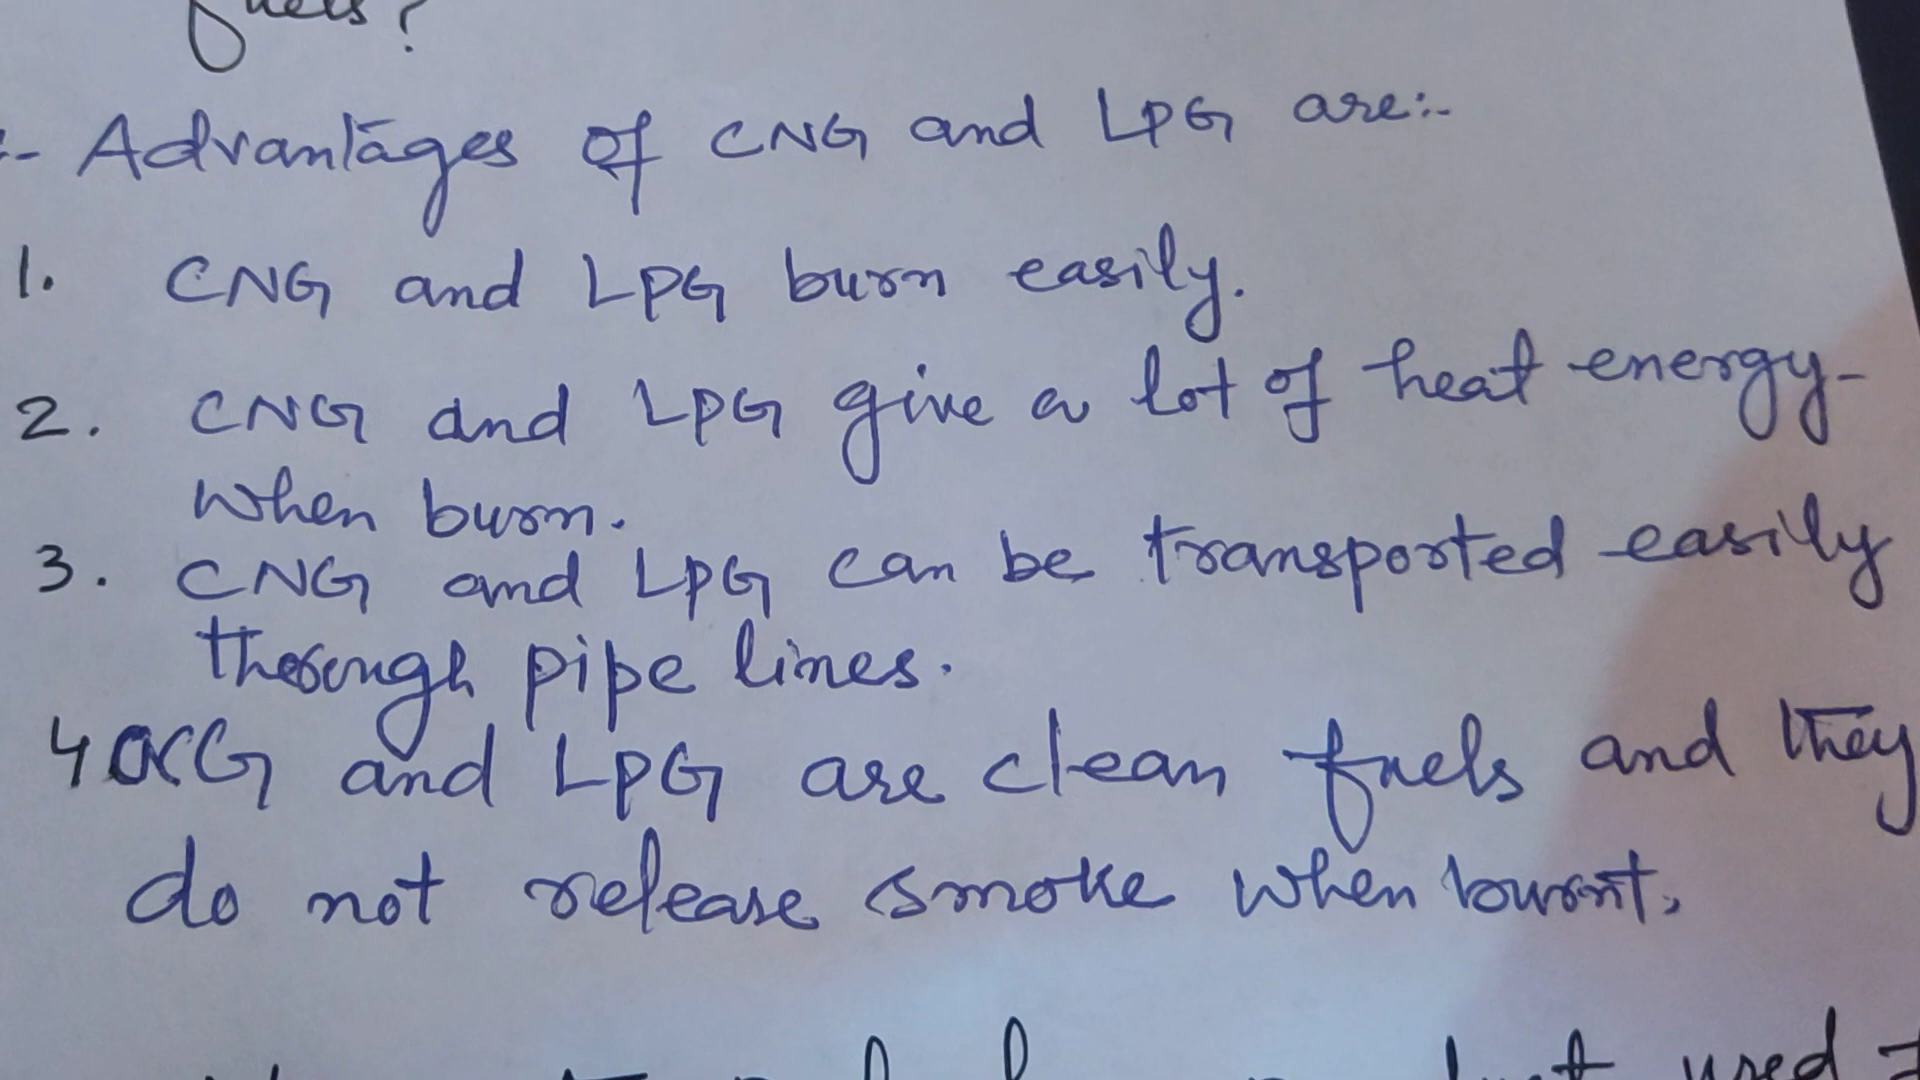 fuels?
:- Advantages of CNG and LPG are:-
1. CNG and LPG burn easily.
2. CNG and LPG give a lot of heat energy-
when burn.
3. CNG and LPG can be transported easily
through pipe lines.
4 CNG and LPG are clean fuels and they
do not release smoke when burnt.
used